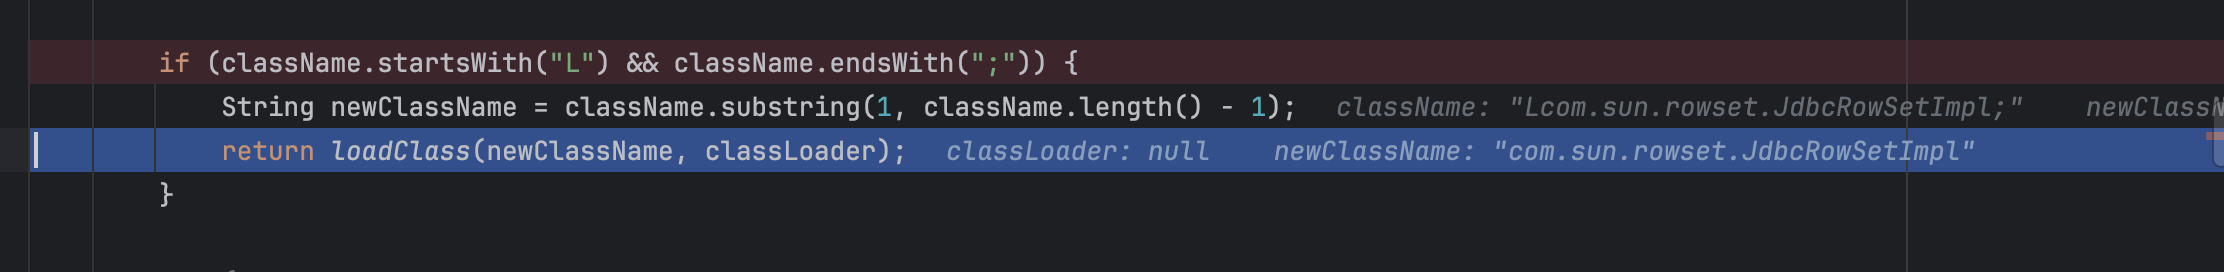 if (className.startsWith("L") && className.endsWith(";")) {
String newClassName = className.substring(1, className.length() - 1); className: "Lcom.sun.rowset.JdbcRowSetImpl;"
return loadClass(newClassName, classLoader); classLoader: null newClassName: "com.sun.rowset.JdbcRowSetImpl"
}